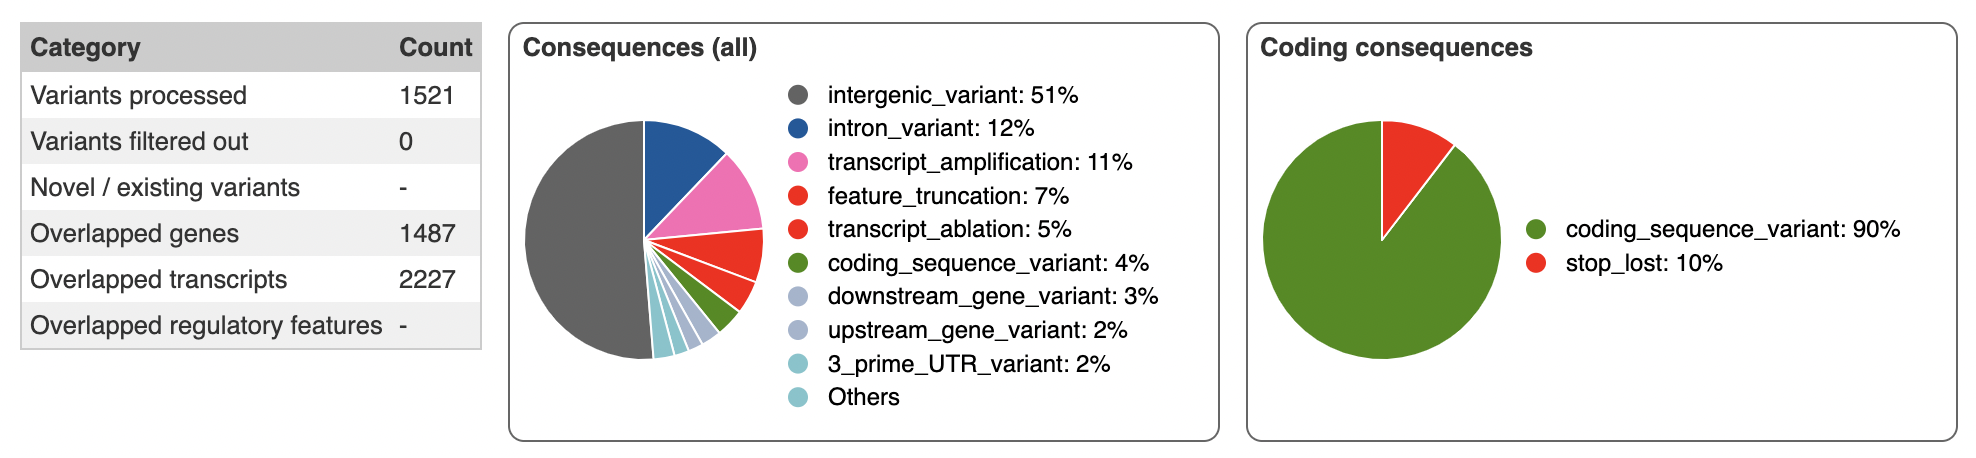 Category Count
Variants processed 1521
Variants filtered out 0
Novel / existing variants -
Overlapped genes 1487
Overlapped transcripts 2227
Overlapped regulatory features -
Consequences (all)
intergenic_variant: 51%
intron_variant: 12%
transcript_amplification: 11%
feature_truncation: 7%
transcript_ablation: 5%
coding_sequence_variant: 4%
downstream_gene_variant: 3%
upstream_gene_variant: 2%
3_prime_UTR_variant: 2%
Others
Coding consequences
coding_sequence_variant: 90%
stop_lost: 10%